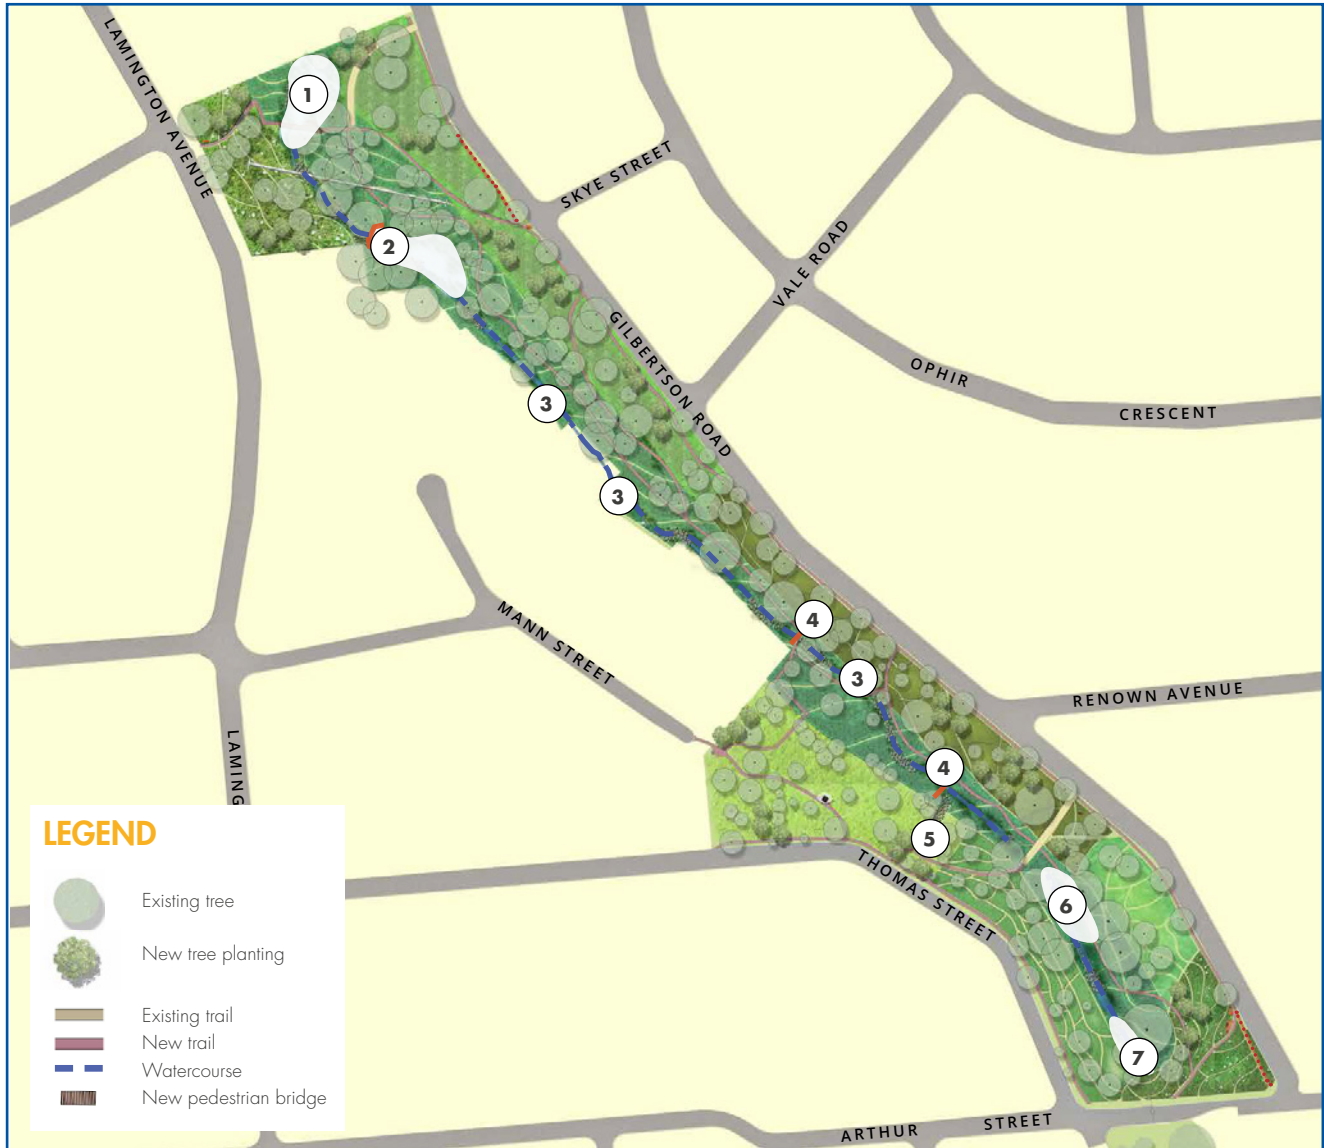 LAMINGTON AVENUE
1
SKYE STREET
2
VALE ROAD
GILBERTSON ROAD
OPHIR
CRESCENT
3
3
MANN STREET
4
3
RENOWN AVENUE
LAMING
4
5
THOMAS STREET
6
7
ARTHUR STREET
LEGEND
Existing tree
New tree planting
Existing trail
New trail
Watercourse
New pedestrian bridge